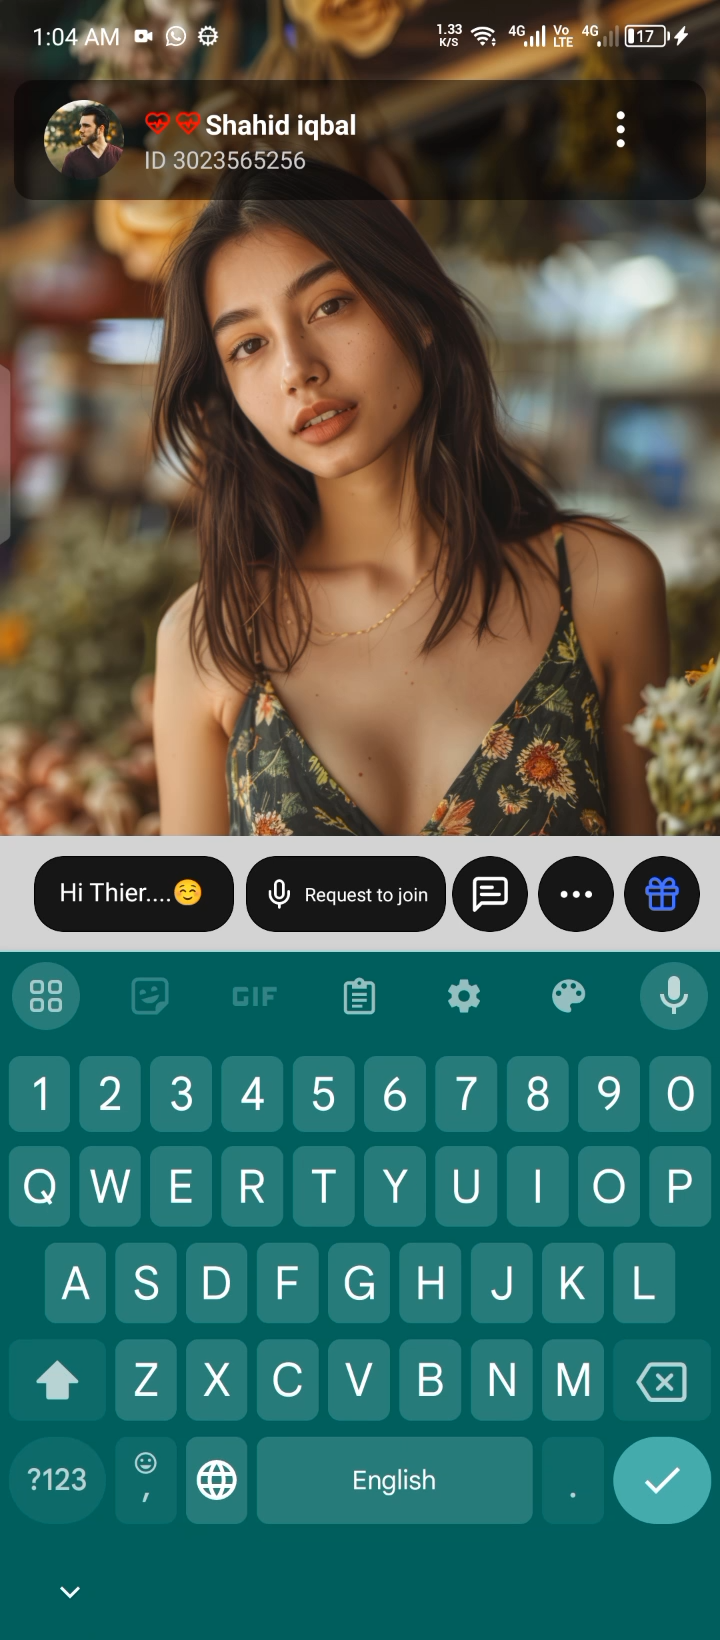 1:04 AM 1.33 K/S 4G Vo LTE 4G 17
Shahid iqbal
ID 3023565256
Hi Thier....☺️ Request to join
GIF
1 2 3 4 5 6 7 8 9 0
Q W E R T Y U I O P
A S D F G H J K L
Z X C V B N M
?123 , English .